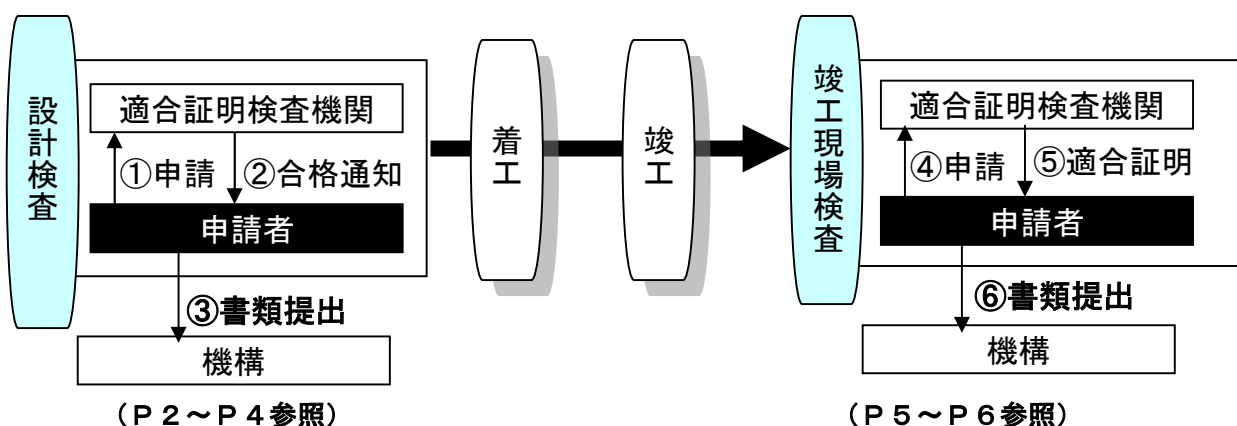 設計検査
適合証明検査機関
①申請
②合格通知
申請者
③書類提出
機構
（Ｐ２～Ｐ４参照）
着工
竣工
竣工現場検査
適合証明検査機関
④申請
⑤適合証明
申請者
⑥書類提出
機構
（Ｐ５～Ｐ６参照）